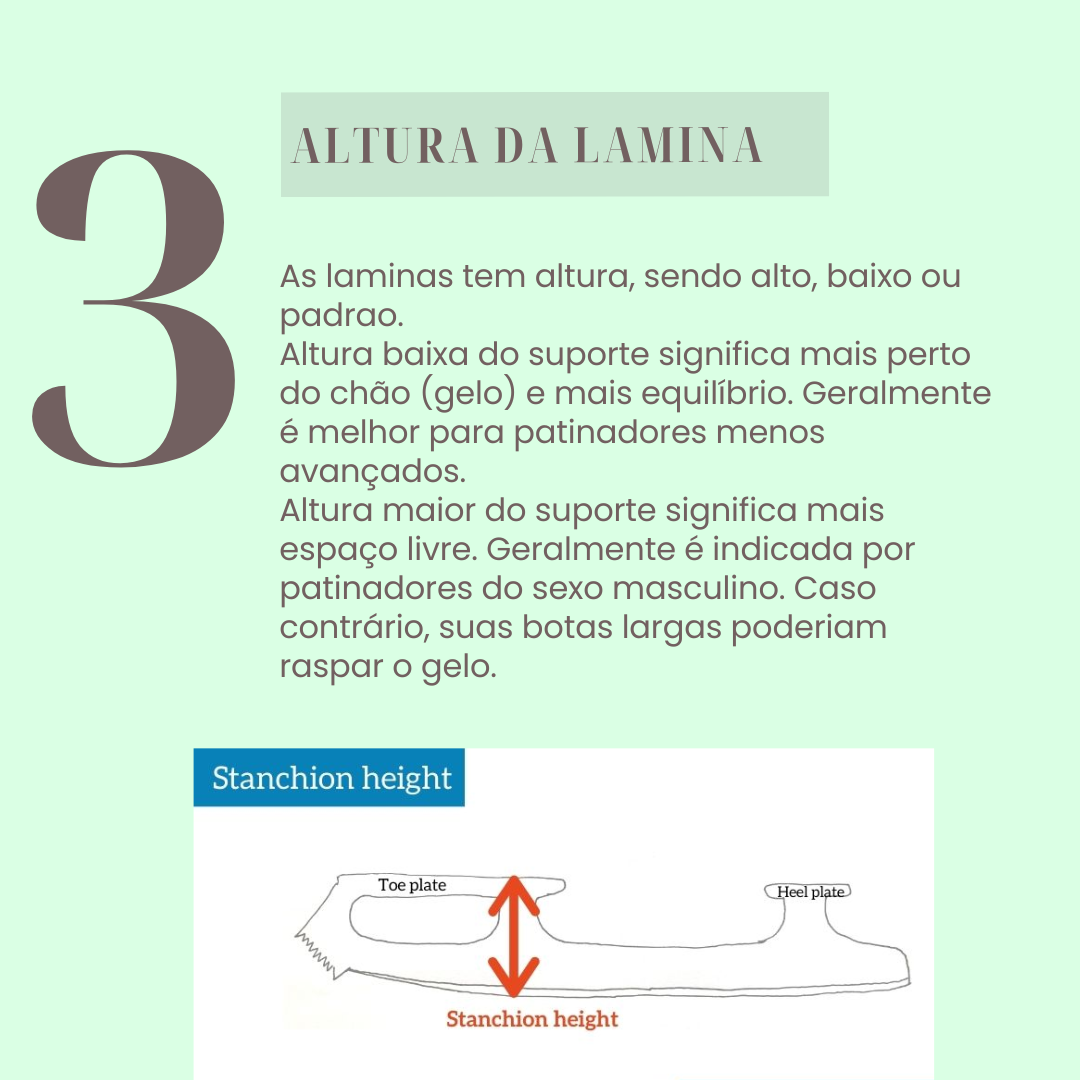 3
ALTURA DA LAMINA
As laminas tem altura, sendo alto, baixo ou
padrao.
Altura baixa do suporte significa mais perto
do chão (gelo) e mais equilíbrio. Geralmente
é melhor para patinadores menos
avançados.
Altura maior do suporte significa mais
espaço livre. Geralmente é indicada por
patinadores do sexo masculino. Caso
contrário, suas botas largas poderiam
raspar o gelo.
Stanchion height
Toe plate
Heel plate
Stanchion height